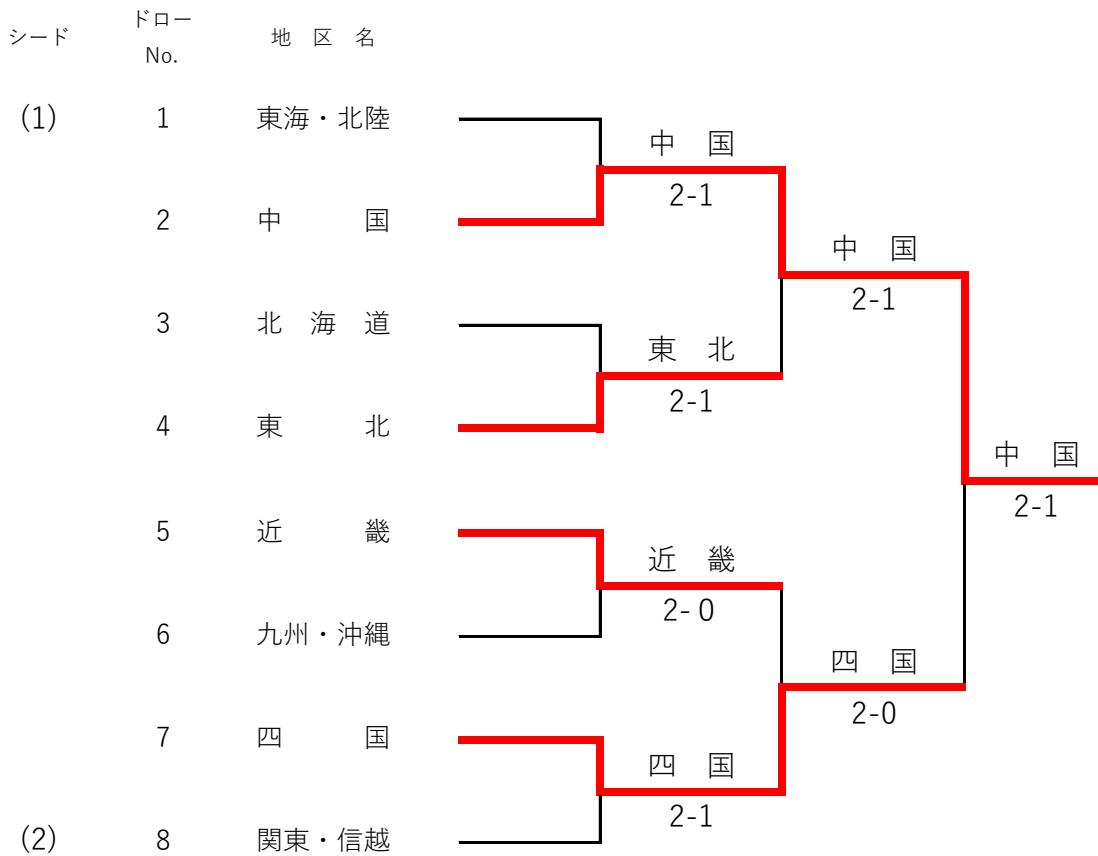 シード ドロー No. 地 区 名
(1) 1 東海・北陸
中 国
2-1
2 中 国
中 国
2-1
3 北 海 道
東 北
2-1
4 東 北
中 国
2-1
5 近 畿
近 畿
2- 0
6 九州・沖縄
四 国
2-0
7 四 国
四 国
2-1
(2) 8 関東・信越